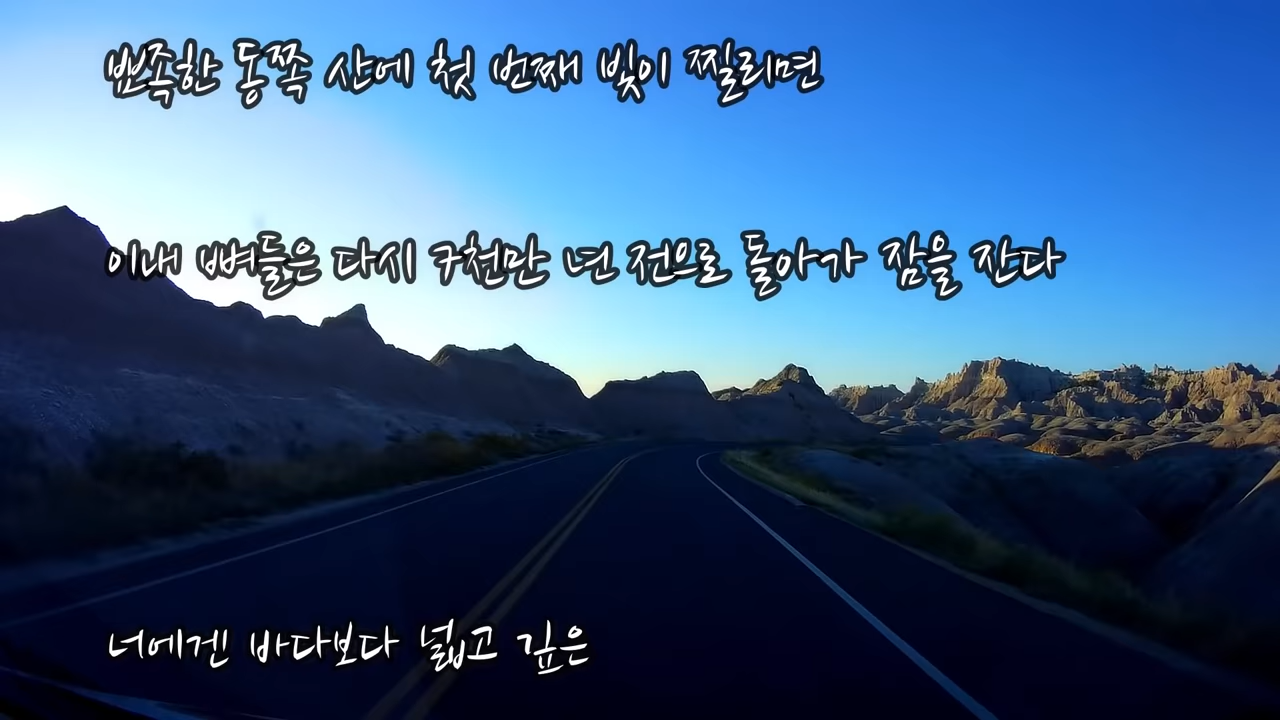 뾰족한 동쪽 산에 첫 번째 빛이 찔리면
이내 뼈들은 다시 7천만 년 전으로 돌아가 잠을 잔다
너에겐 바다보다 넓고 깊은